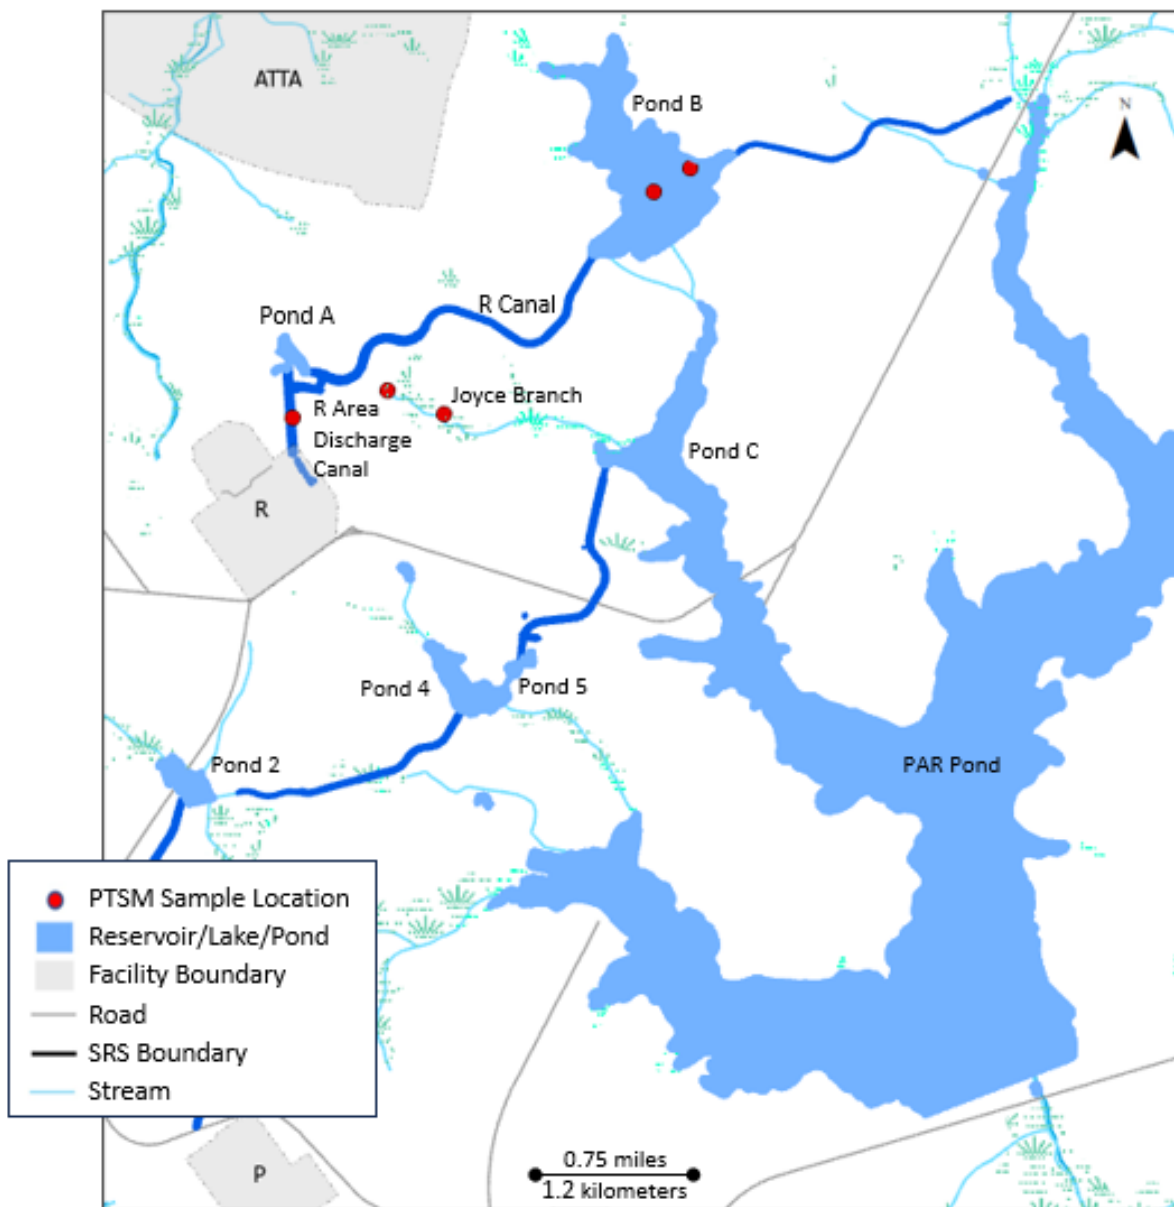 ATTA
Pond B
N
Pond A
R Canal
R Area
Discharge
Canal
Joyce Branch
Pond C
R
Pond 4
Pond 5
Pond 2
PAR Pond
PTSM Sample Location
Reservoir/Lake/Pond
Facility Boundary
Road
SRS Boundary
Stream
P
0.75 miles
1.2 kilometers